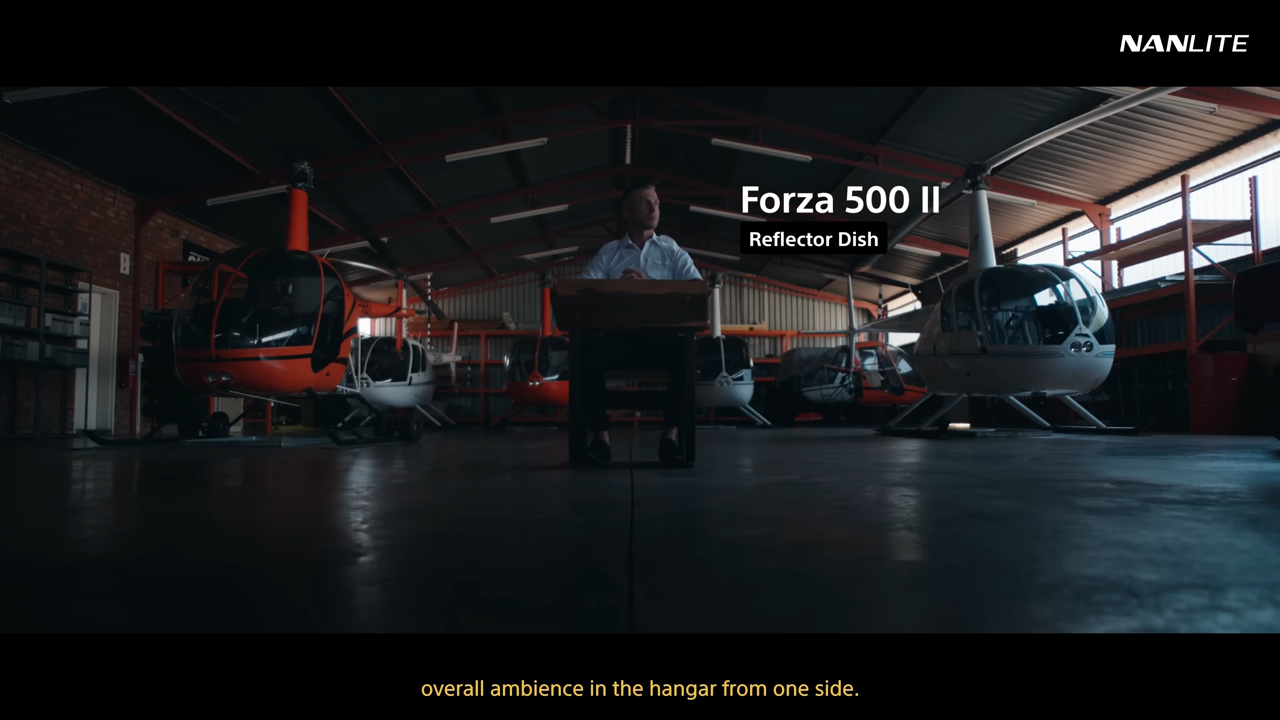 NANLITE
Forza 500 II
Reflector Dish
overall ambience in the hangar from one side.